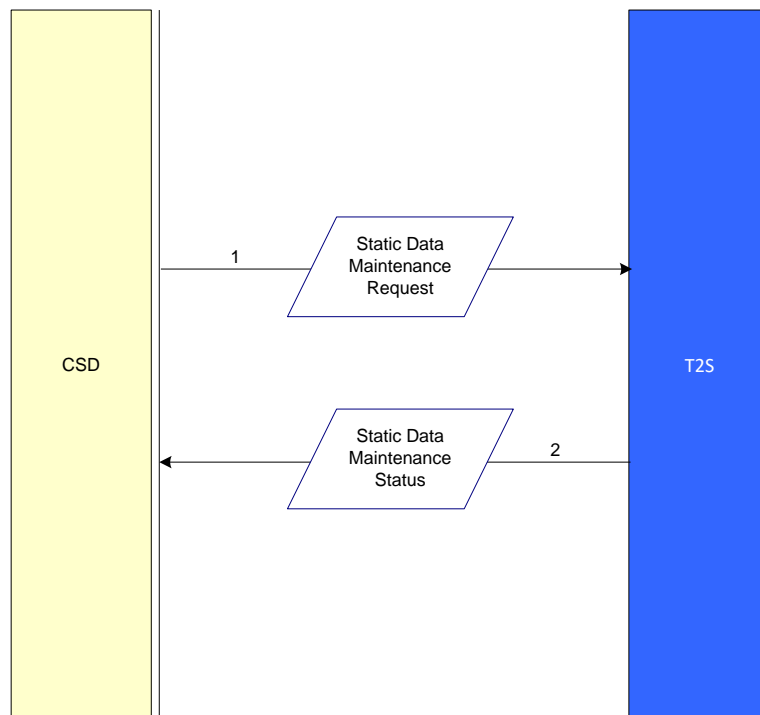 1
Static Data
Maintenance
Request
CSD
T2S
Static Data
Maintenance
Status
2